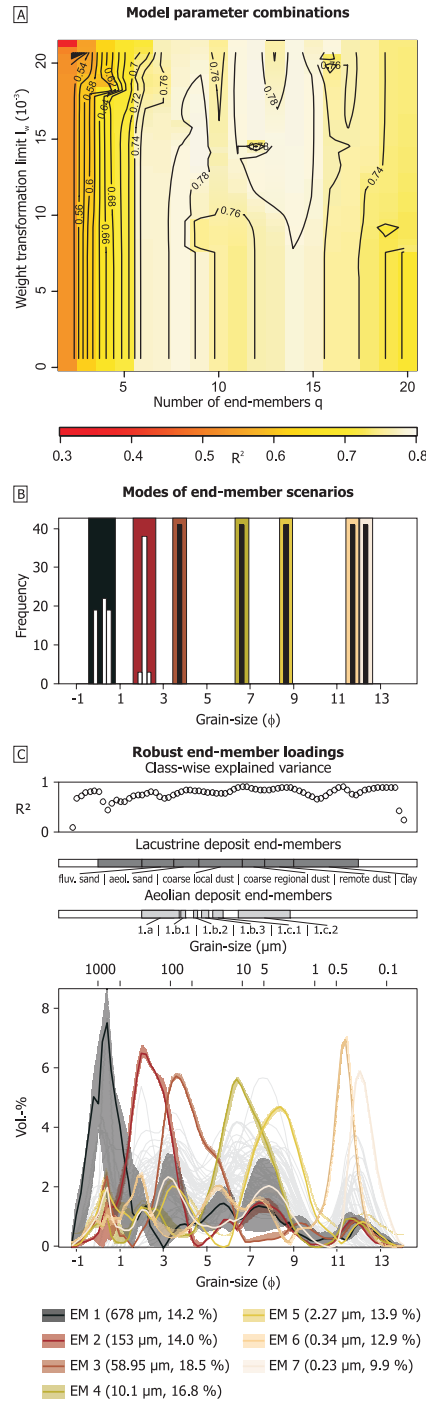 A Model parameter combinations
Weight transformation limit lw (10⁻³)
20
15
10
5
0
0.54
0.58
0.64
0.7
0.72
0.74
0.76
0.76
0.78
0.76
0.78
0.78
0.76
0.74
0.56
0.6
0.68
0.66
5 10 15 20
Number of end-members q
0.3 0.4 0.5 0.6 0.7 0.8
R²
B Modes of end-member scenarios
Frequency
40
30
20
10
0
-1 1 3 5 7 9 11 13
Grain-size (ϕ)
C Robust end-member loadings
Class-wise explained variance
R²
1
0
Lacustrine deposit end-members
fluv. sand | aeol. sand | coarse local dust | coarse regional dust | remote dust | clay
Aeolian deposit end-members
1.a | 1.b.1 | 1.b.2 | 1.b.3 | 1.c.1 | 1.c.2
Grain-size (µm)
1000 100 10 5 1 0.5 0.1
Vol.-%
8
6
4
2
0
-1 1 3 5 7 9 11 13
Grain-size (ϕ)
EM 1 (678 µm, 14.2 %)
EM 2 (153 µm, 14.0 %)
EM 3 (58.95 µm, 18.5 %)
EM 4 (10.1 µm, 16.8 %)
EM 5 (2.27 µm, 13.9 %)
EM 6 (0.34 µm, 12.9 %)
EM 7 (0.23 µm, 9.9 %)